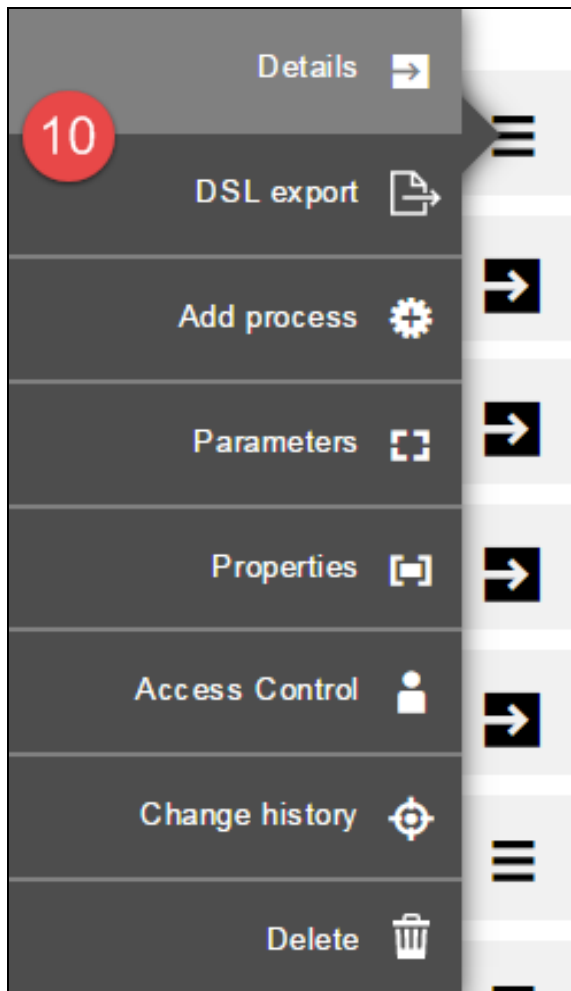 Details
10
DSL export
Add process
Parameters
Properties
Access Control
Change history
Delete